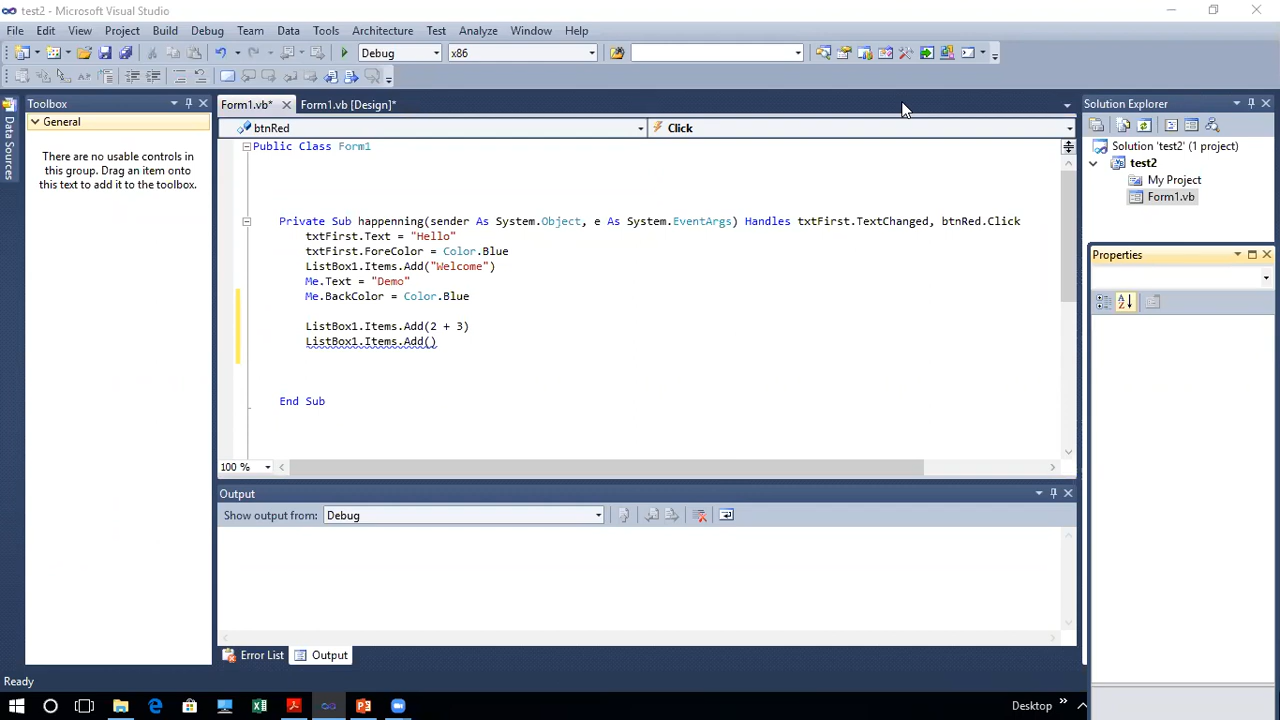 test2 - Microsoft Visual Studio
File Edit View Project Build Debug Team Data Tools Architecture Test Analyze Window Help
Debug x86
Toolbox
General
There are no usable controls in
this group. Drag an item onto
this text to add it to the toolbox.
Data Sources
Form1.vb* Form1.vb [Design]*
btnRed Click
Public Class Form1
Private Sub happenning(sender As System.Object, e As System.EventArgs) Handles txtFirst.TextChanged, btnRed.Click
txtFirst.Text = "Hello"
txtFirst.ForeColor = Color.Blue
ListBox1.Items.Add("Welcome")
Me.Text = "Demo"
Me.BackColor = Color.Blue
ListBox1.Items.Add(2 + 3)
ListBox1.Items.Add()
End Sub
100 %
Output
Show output from: Debug
Error List Output
Solution Explorer
Solution 'test2' (1 project)
test2
My Project
Form1.vb
Properties
Ready
Desktop